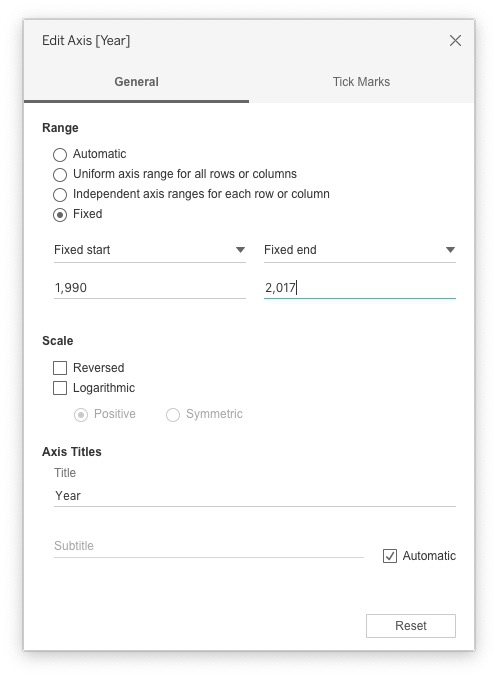 Edit Axis [Year]
General Tick Marks
Range
Automatic
Uniform axis range for all rows or columns
Independent axis ranges for each row or column
Fixed
Fixed start Fixed end
1,990 2,017
Scale
Reversed
Logarithmic
Positive Symmetric
Axis Titles
Title
Year
Subtitle Automatic
Reset